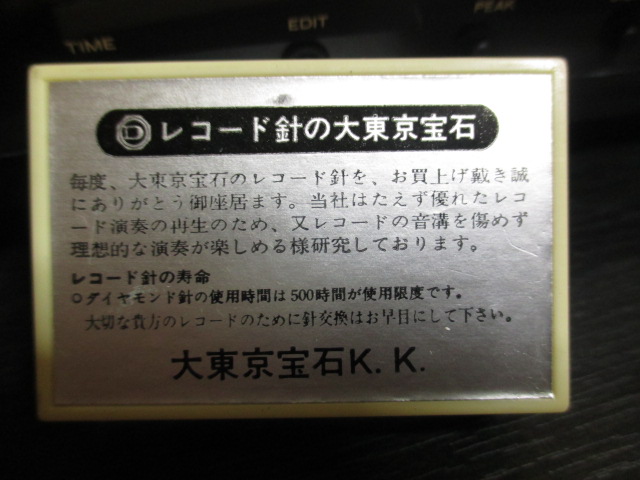 TIME
EDIT
PEAK
レコード針の大東京宝石
毎度、大東京宝石のレコード針を、お買上げ戴き誠
にありがとう御座居ます。当社はたえず優れたレコ
ード演奏の再生のため、又レコードの音溝を傷めず
理想的な演奏が楽しめる様研究しております。
レコード針の寿命
○ダイヤモンド針の使用時間は500時間が使用限度です。
大切な貴方のレコードのために針交換はお早目にして下さい。
大東京宝石K.K.